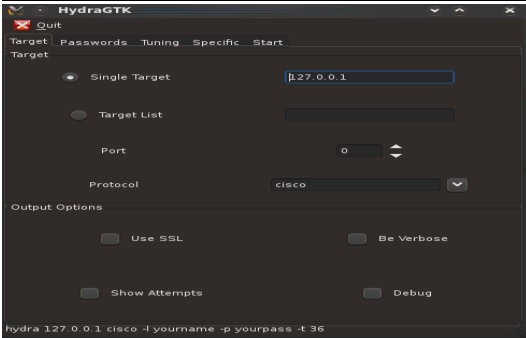 HydraGTK
Quit
Target Passwords Tuning Specific Start
Target
Single Target 127.0.0.1
Target List
Port 0
Protocol cisco
Output Options
Use SSL Be Verbose
Show Attempts Debug
hydra 127.0.0.1 cisco -l yourname -p yourpass -t 36